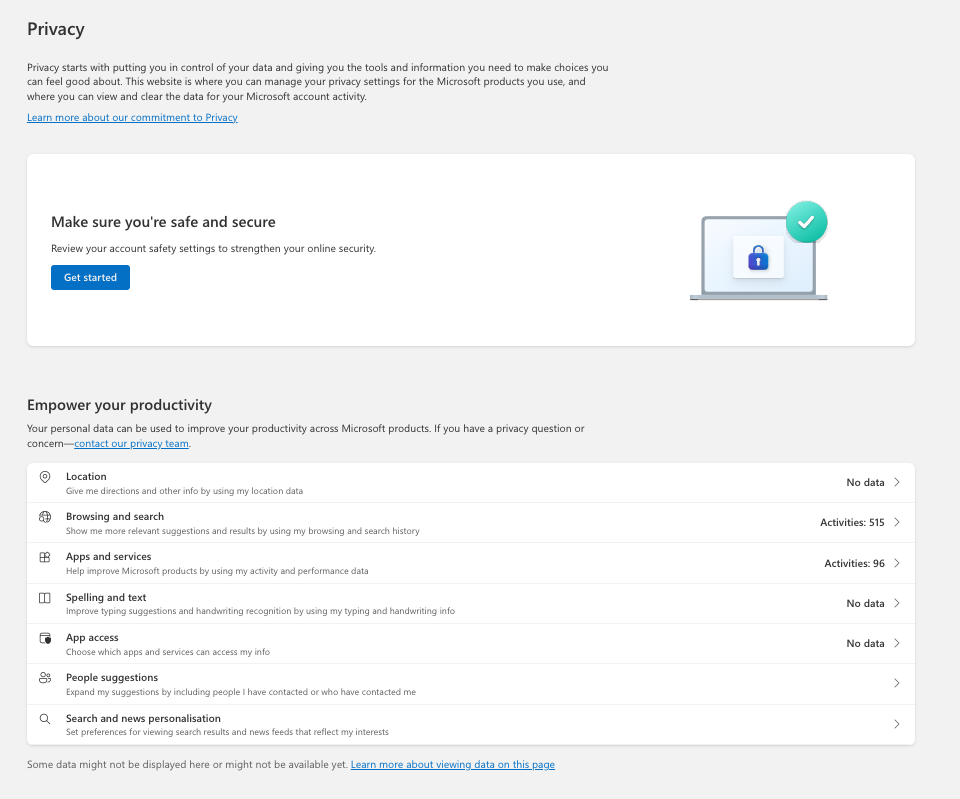 Privacy
Privacy starts with putting you in control of your data and giving you the tools and information you need to make choices you
can feel good about. This website is where you can manage your privacy settings for the Microsoft products you use, and
where you can view and clear the data for your Microsoft account activity.
Learn more about our commitment to Privacy
Make sure you're safe and secure
Review your account safety settings to strengthen your online security.
Get started
Empower your productivity
Your personal data can be used to improve your productivity across Microsoft products. If you have a privacy question or
concern—contact our privacy team.
Location
Give me directions and other info by using my location data
No data
Browsing and search
Show me more relevant suggestions and results by using my browsing and search history
Activities: 515
Apps and services
Help improve Microsoft products by using my activity and performance data
Activities: 96
Spelling and text
Improve typing suggestions and handwriting recognition by using my typing and handwriting info
No data
App access
Choose which apps and services can access my info
No data
People suggestions
Expand my suggestions by including people I have contacted or who have contacted me
Search and news personalisation
Set preferences for viewing search results and news feeds that reflect my interests
Some data might not be displayed here or might not be available yet. Learn more about viewing data on this page